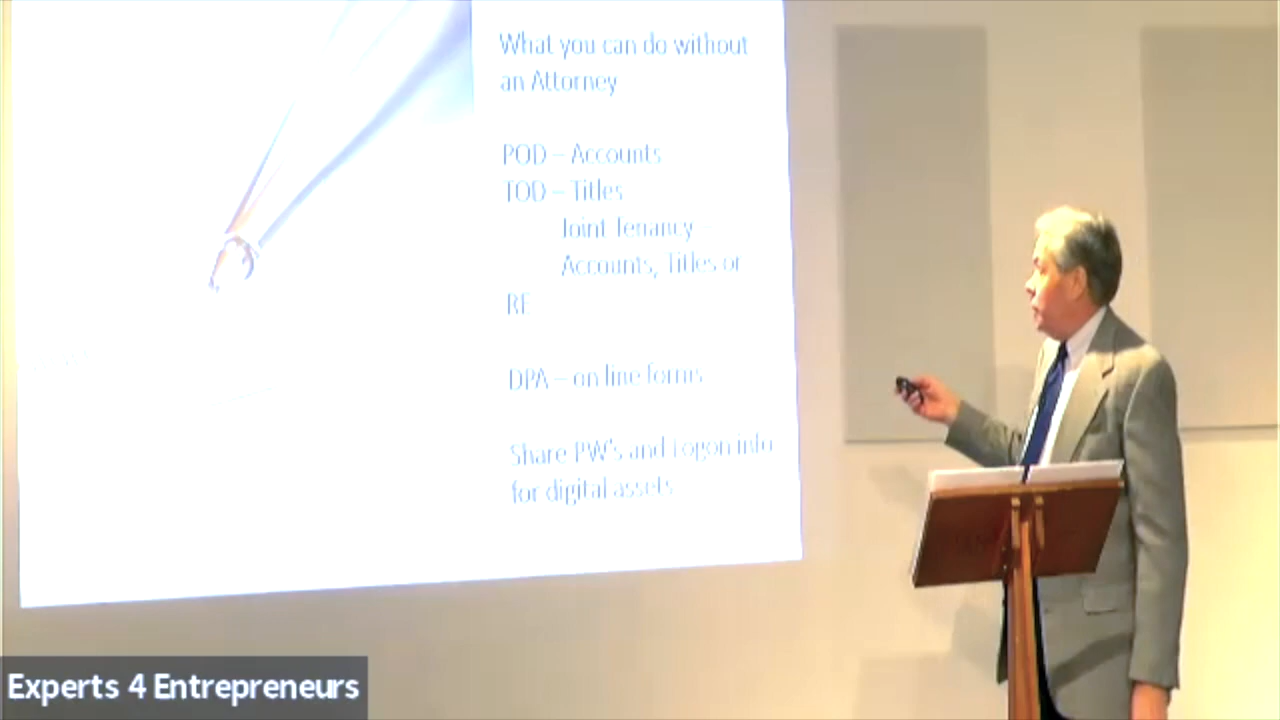 What you can do without
an Attorney
POD – Accounts
TOD – Titles
Joint Tenancy –
Accounts, Titles or
RE
DPA – on line forms
Share PW's and Logon info
for digital assets
Experts 4 Entrepreneurs